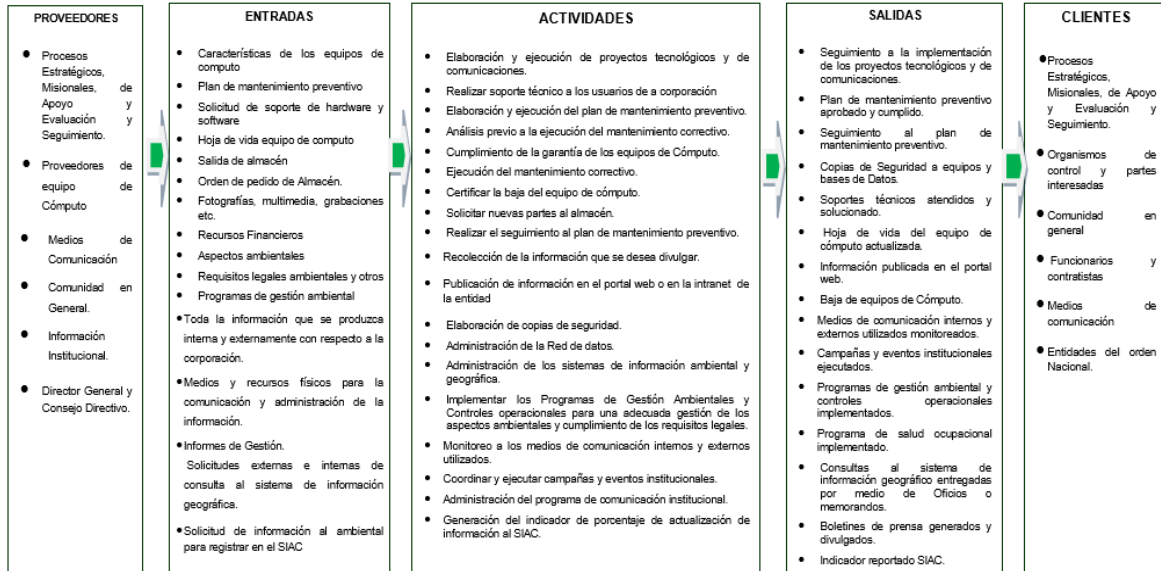 PROVEEDORES
Procesos
Estratégicos,
Misionales, de
Apoyo y
Evaluación y
Seguimiento.
Proveedores de
equipo de
Cómputo
Medios de
Comunicación
Comunidad en
General.
Información
Institucional.
Director General y
Consejo Directivo.
ENTRADAS
Características de los equipos de
computo
Plan de mantenimiento preventivo
Solicitud de soporte de hardware y
software
Hoja de vida equipo de computo
Salida de almacén
Orden de pedido de Almacén.
Fotografías, multimedia, grabaciones
etc.
Recursos Financieros
Aspectos ambientales
Requisitos legales ambientales y otros
Programas de gestión ambiental
Toda la información que se produzca
interna y externamente con respecto a la
corporación.
Medios y recursos físicos para la
comunicación y administración de la
información.
Informes de Gestión.
Solicitudes externas e internas de
consulta al sistema de información
geográfica.
Solicitud de información al ambiental
para registrar en el SIAC
ACTIVIDADES
Elaboración y ejecución de proyectos tecnológicos y de
comunicaciones.
Realizar soporte técnico a los usuarios de a corporación
Elaboración y ejecución del plan de mantenimiento preventivo.
Análisis previo a la ejecución del mantenimiento correctivo.
Cumplimiento de la garantía de los equipos de Cómputo.
Ejecución del mantenimiento correctivo.
Certificar la baja del equipo de cómputo.
Solicitar nuevas partes al almacén.
Realizar el seguimiento al plan de mantenimiento preventivo.
Recolección de la información que se desea divulgar.
Publicación de información en el portal web o en la intranet de
la entidad
Elaboración de copias de seguridad.
Administración de la Red de datos.
Administración de los sistemas de información ambiental y
geográfica.
Implementar los Programas de Gestión Ambientales y
Controles operacionales para una adecuada gestión de los
aspectos ambientales y cumplimiento de los requisitos legales.
Monitoreo a los medios de comunicación internos y externos
utilizados.
Coordinar y ejecutar campañas y eventos institucionales.
Administración del programa de comunicación institucional.
Generación del indicador de porcentaje de actualización de
información al SIAC.
SALIDAS
Seguimiento a la implementación
de los proyectos tecnológicos y de
comunicaciones.
Plan de mantenimiento preventivo
aprobado y cumplido.
Seguimiento al plan de
mantenimiento preventivo.
Copias de Seguridad a equipos y
bases de Datos.
Soportes técnicos atendidos y
solucionado.
Hoja de vida del equipo de
cómputo actualizada.
Información publicada en el portal
web.
Baja de equipos de Cómputo.
Medios de comunicación internos y
externos utilizados monitoreados.
Campañas y eventos institucionales
ejecutados.
Programas de gestión ambiental y
controles operacionales
implementados.
Programa de salud ocupacional
implementado.
Consultas al sistema de
información geográfico entregadas
por medio de Oficios o
memorandos.
Boletines de prensa generados y
divulgados.
Indicador reportado SIAC.
CLIENTES
Procesos
Estratégicos,
Misionales, de Apoyo
y Evaluación y
Seguimiento.
Organismos de
control y partes
interesadas
Comunidad en
general
Funcionarios y
contratistas
Medios de
comunicación
Entidades del orden
Nacional.